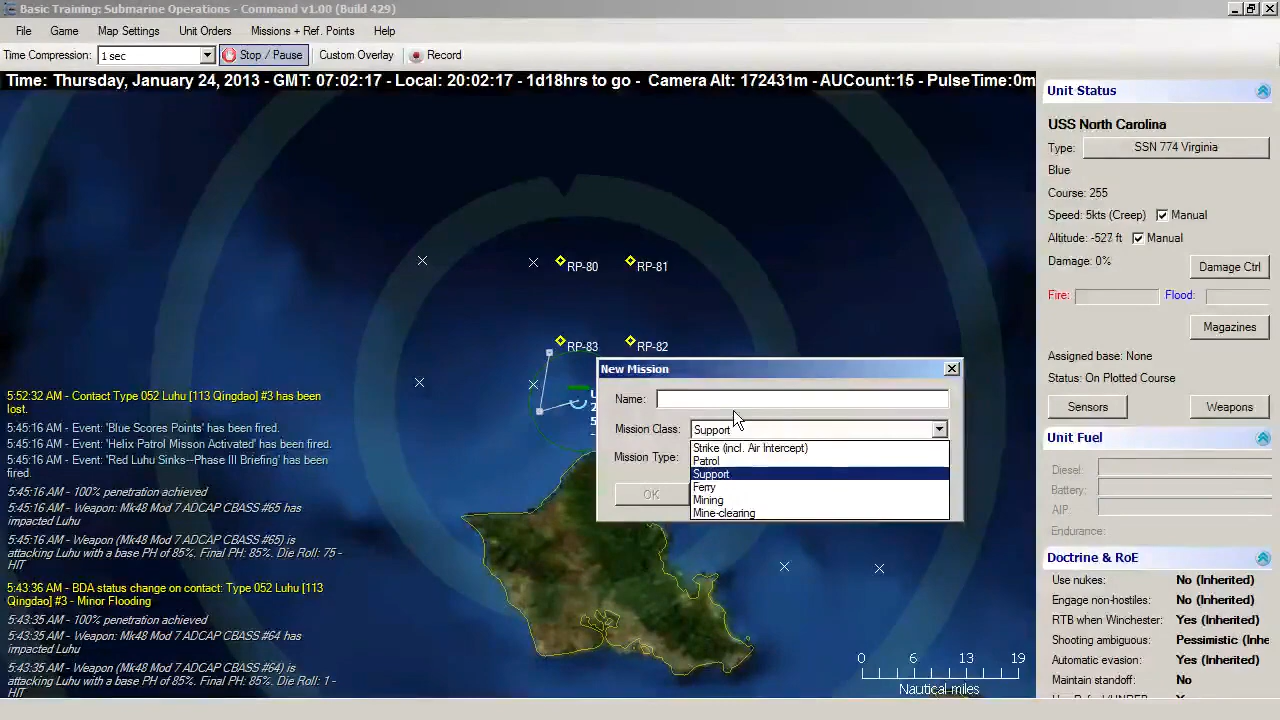 Basic Training: Submarine Operations - Command v1.00 (Build 429)
File Game Map Settings Unit Orders Missions + Ref. Points Help
Time Compression: 1 sec Stop / Pause Custom Overlay Record
Time: Thursday, January 24, 2013 - GMT: 07:02:17 - Local: 20:02:17 - 1d18hrs to go - Camera Alt: 172431m - AUCount:15 - PulseTime:0m
RP-80
RP-81
RP-83
RP-82
5:52:32 AM - Contact Type 052 Luhu [113 Qingdao] #3 has been
lost.
5:45:16 AM - Event: 'Blue Scores Points' has been fired.
5:45:16 AM - Event: 'Helix Patrol Misson Activated' has been fired.
5:45:16 AM - Event: 'Red Luhu Sinks--Phase III Briefing' has been
fired.
5:45:16 AM - 100% penetration achieved
5:45:16 AM - Weapon: Mk48 Mod 7 ADCAP CBASS #65 has
impacted Luhu
5:45:16 AM - Weapon (Mk48 Mod 7 ADCAP CBASS #65) is
attacking Luhu with a base PH of 85%. Final PH: 85%. Die Roll: 75 -
HIT
5:43:36 AM - BDA status change on contact: Type 052 Luhu [113
Qingdao] #3 - Minor Flooding
5:43:35 AM - 100% penetration achieved
5:43:35 AM - Weapon: Mk48 Mod 7 ADCAP CBASS #64 has
impacted Luhu
5:43:35 AM - Weapon (Mk48 Mod 7 ADCAP CBASS #64) is
attacking Luhu with a base PH of 85%. Final PH: 85%. Die Roll: 1 -
HIT
New Mission
Name:
Mission Class: Support
Strike (incl. Air Intercept)
Patrol
Support
Mission Type:
Ferry
Mining
Mine-clearing
OK
0 6 13 19
Nautical miles
Unit Status
USS North Carolina
Type: SSN 774 Virginia
Blue
Course: 255
Speed: 5kts (Creep) Manual
Altitude: -527 ft Manual
Damage: 0% Damage Ctrl
Fire: Flood:
Magazines
Assigned base: None
Status: On Plotted Course
Sensors Weapons
Unit Fuel
Diesel:
Battery:
AIP:
Endurance:
Doctrine & RoE
Use nukes: No (Inherited)
Engage non-hostiles: No (Inherited)
RTB when Winchester: Yes (Inherited)
Shooting ambiguous: Pessimistic (Inhe
Automatic evasion: Yes (Inherited)
Maintain standoff: No